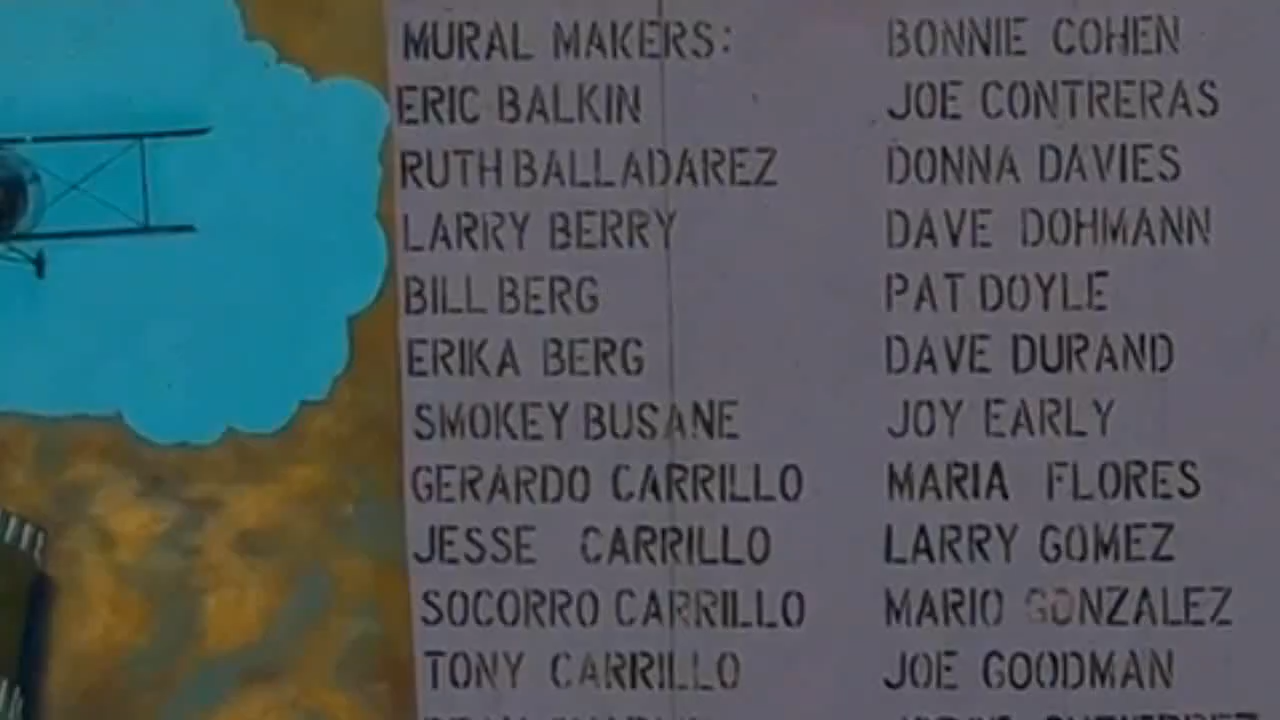 MURAL MAKERS:
ERIC BALKIN
RUTH BALLADAREZ
LARRY BERRY
BILL BERG
ERIKA BERG
SMOKEY BUSANE
GERARDO CARRILLO
JESSE CARRILLO
SOCORRO CARRILLO
TONY CARRILLO
BONNIE COHEN
JOE CONTRERAS
DONNA DAVIES
DAVE DOHMANN
PAT DOYLE
DAVE DURAND
JOY EARLY
MARIA FLORES
LARRY GOMEZ
MARIO GONZALEZ
JOE GOODMAN